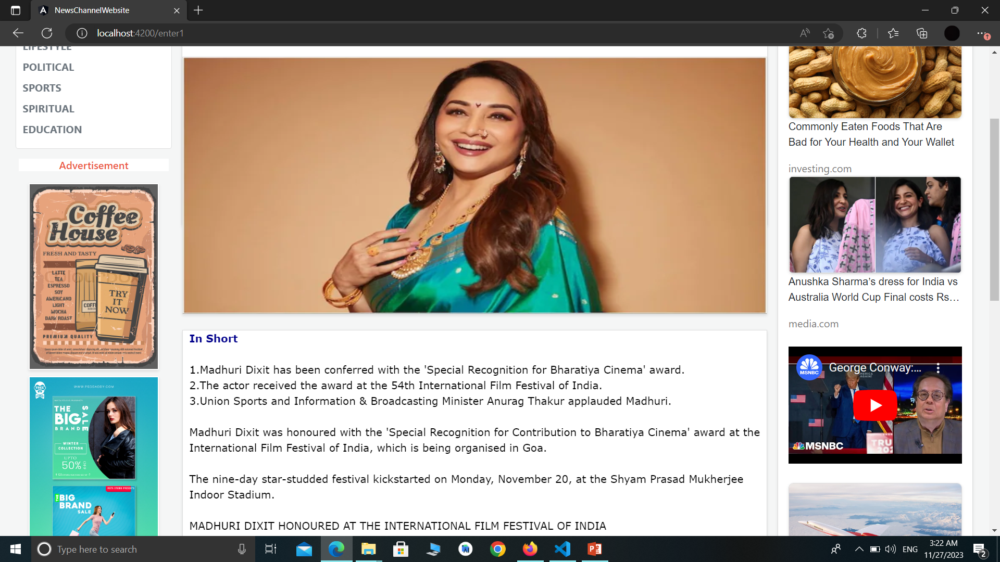 NewsChannelWebsite
localhost:4200/enter1
LIFESTYLE
POLITICAL
SPORTS
SPIRITUAL
EDUCATION
Advertisement
Coffee
House
FRESH AND TASTY
LATTE
TEA
ESPRESSO
SOY
AMERICANO
LIGHT
MOCHA
DARK ROAST
TRY
IT
NOW
PREMIUM QUALITY
WWW.PSDDADDY.COM
FREE
THE
BIG
BRAND
SALE
WINTER
COLLECTION
UPTO
50%
OFF
INSTA STUDIO PRESENTS
THE
BIG
BRAND
SALE
In Short
1.Madhuri Dixit has been conferred with the 'Special Recognition for Bharatiya Cinema' award.
2.The actor received the award at the 54th International Film Festival of India.
3.Union Sports and Information & Broadcasting Minister Anurag Thakur applauded Madhuri.
Madhuri Dixit was honoured with the 'Special Recognition for Contribution to Bharatiya Cinema' award at the
International Film Festival of India, which is being organised in Goa.
The nine-day star-studded festival kickstarted on Monday, November 20, at the Shyam Prasad Mukherjee
Indoor Stadium.
MADHURI DIXIT HONOURED AT THE INTERNATIONAL FILM FESTIVAL OF INDIA
Commonly Eaten Foods That Are
Bad for Your Health and Your Wallet
investing.com
Anushka Sharma’s dress for India vs
Australia World Cup Final costs Rs…
media.com
MSNBC
George Conway:...
MSNBC
Type here to search
ENG
3:22 AM
11/27/2023
2